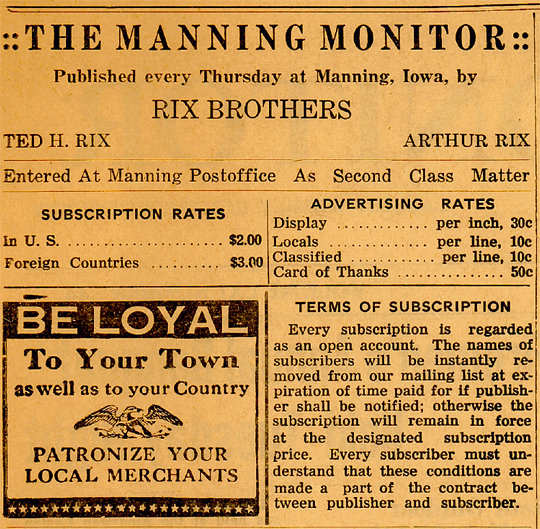 ::THE MANNING MONITOR::
Published every Thursday at Manning, Iowa, by
RIX BROTHERS
TED H. RIX ARTHUR RIX
Entered At Manning Postoffice As Second Class Matter
SUBSCRIPTION RATES
In U. S. ...................... $2.00
Foreign Countries ........ $3.00
ADVERTISING RATES
Display ............ per inch, 30c
Locals ............. per line, 10c
Classified ........... per line, 10c
Card of Thanks ................ 50c
BE LOYAL
To Your Town
as well as to your Country
PATRONIZE YOUR
LOCAL MERCHANTS
TERMS OF SUBSCRIPTION
Every subscription is regarded
as an open account. The names of
subscribers will be instantly re-
moved from our mailing list at ex-
piration of time paid for if publish-
er shall be notified; otherwise the
subscription will remain in force
at the designated subscription
price. Every subscriber must un-
derstand that these conditions are
made a part of the contract be-
tween publisher and subscriber.